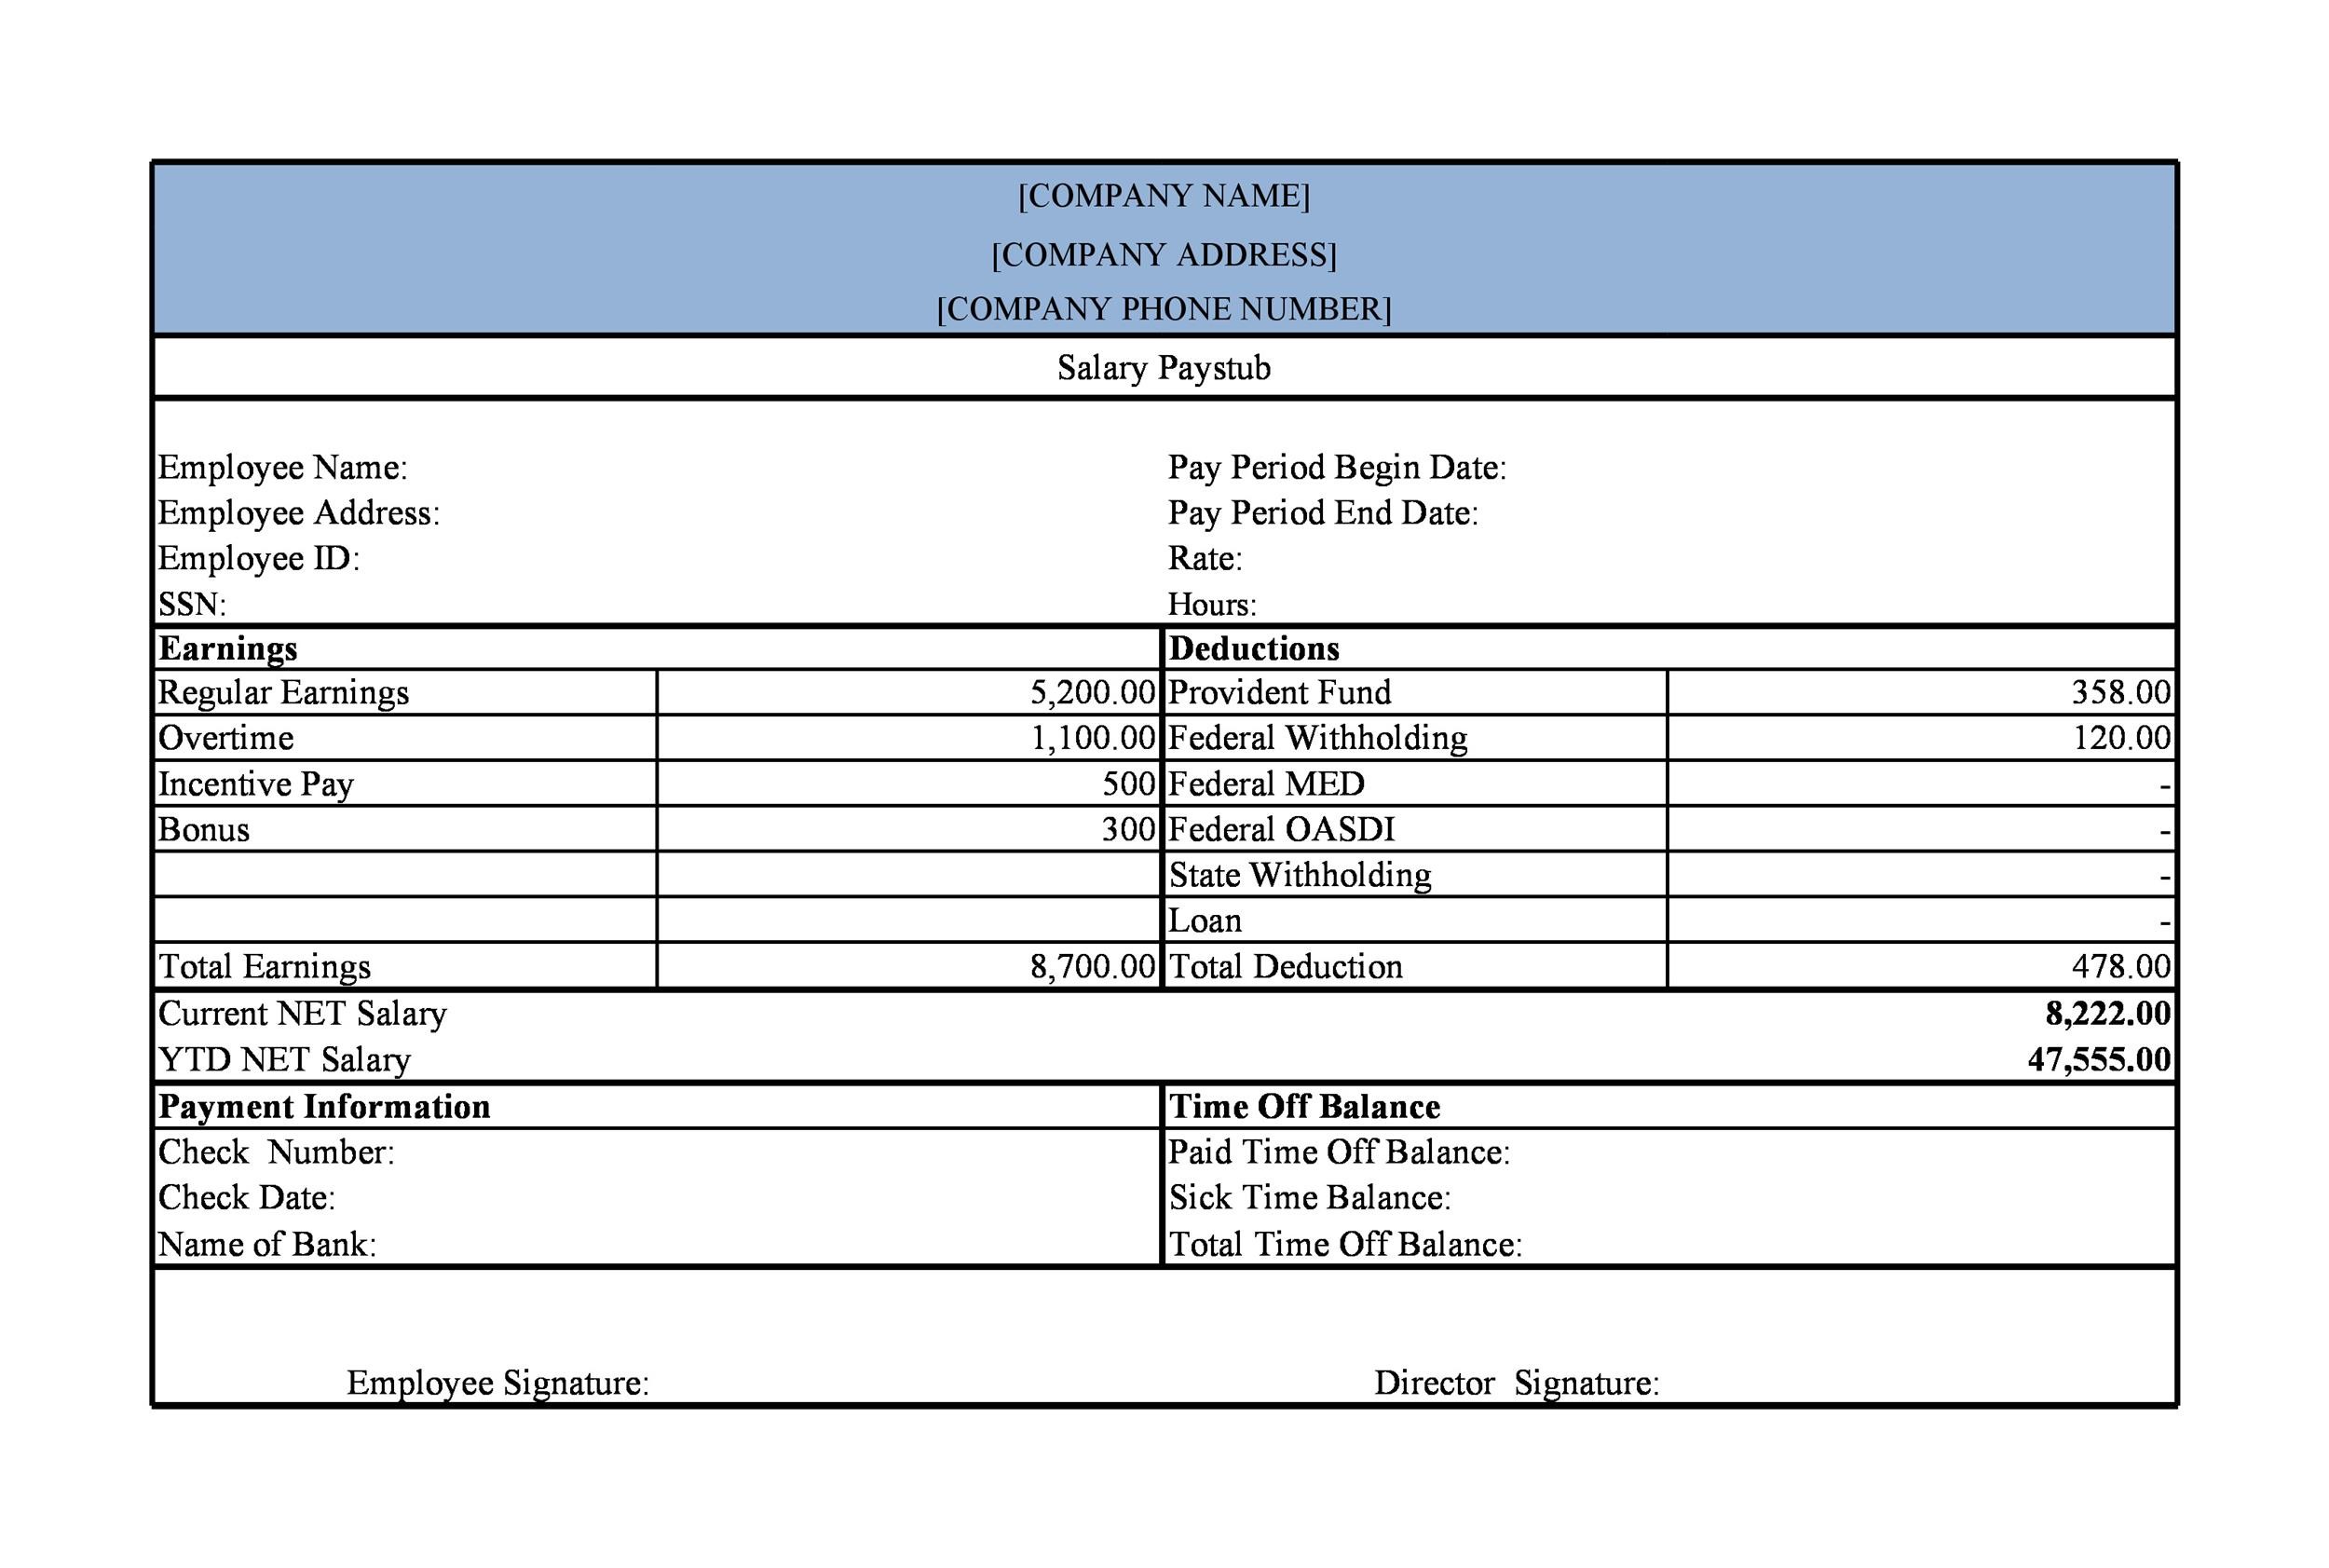 [COMPANY NAME]
[COMPANY ADDRESS]
[COMPANY PHONE NUMBER]
Salary Paystub
Employee Name: Pay Period Begin Date:
Employee Address: Pay Period End Date:
Employee ID: Rate:
SSN: Hours:
Earnings Deductions
Regular Earnings 5,200.00 Provident Fund 358.00
Overtime 1,100.00 Federal Withholding 120.00
Incentive Pay 500 Federal MED -
Bonus 300 Federal OASDI -
State Withholding -
Loan -
Total Earnings 8,700.00 Total Deduction 478.00
Current NET Salary 8,222.00
YTD NET Salary 47,555.00
Payment Information Time Off Balance
Check Number: Paid Time Off Balance:
Check Date: Sick Time Balance:
Name of Bank: Total Time Off Balance:
Employee Signature: Director Signature: